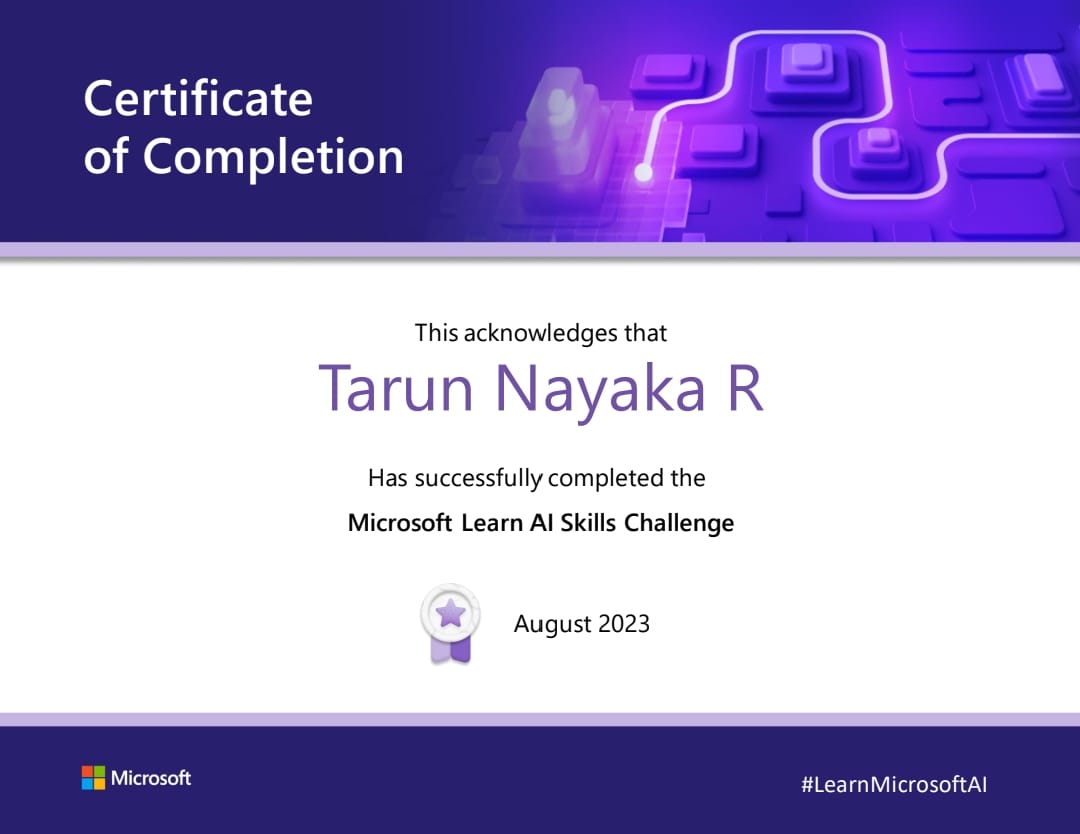 Certificate
of Completion
This acknowledges that
Tarun Nayaka R
Has successfully completed the
Microsoft Learn AI Skills Challenge
August 2023
Microsoft
#LearnMicrosoftAI